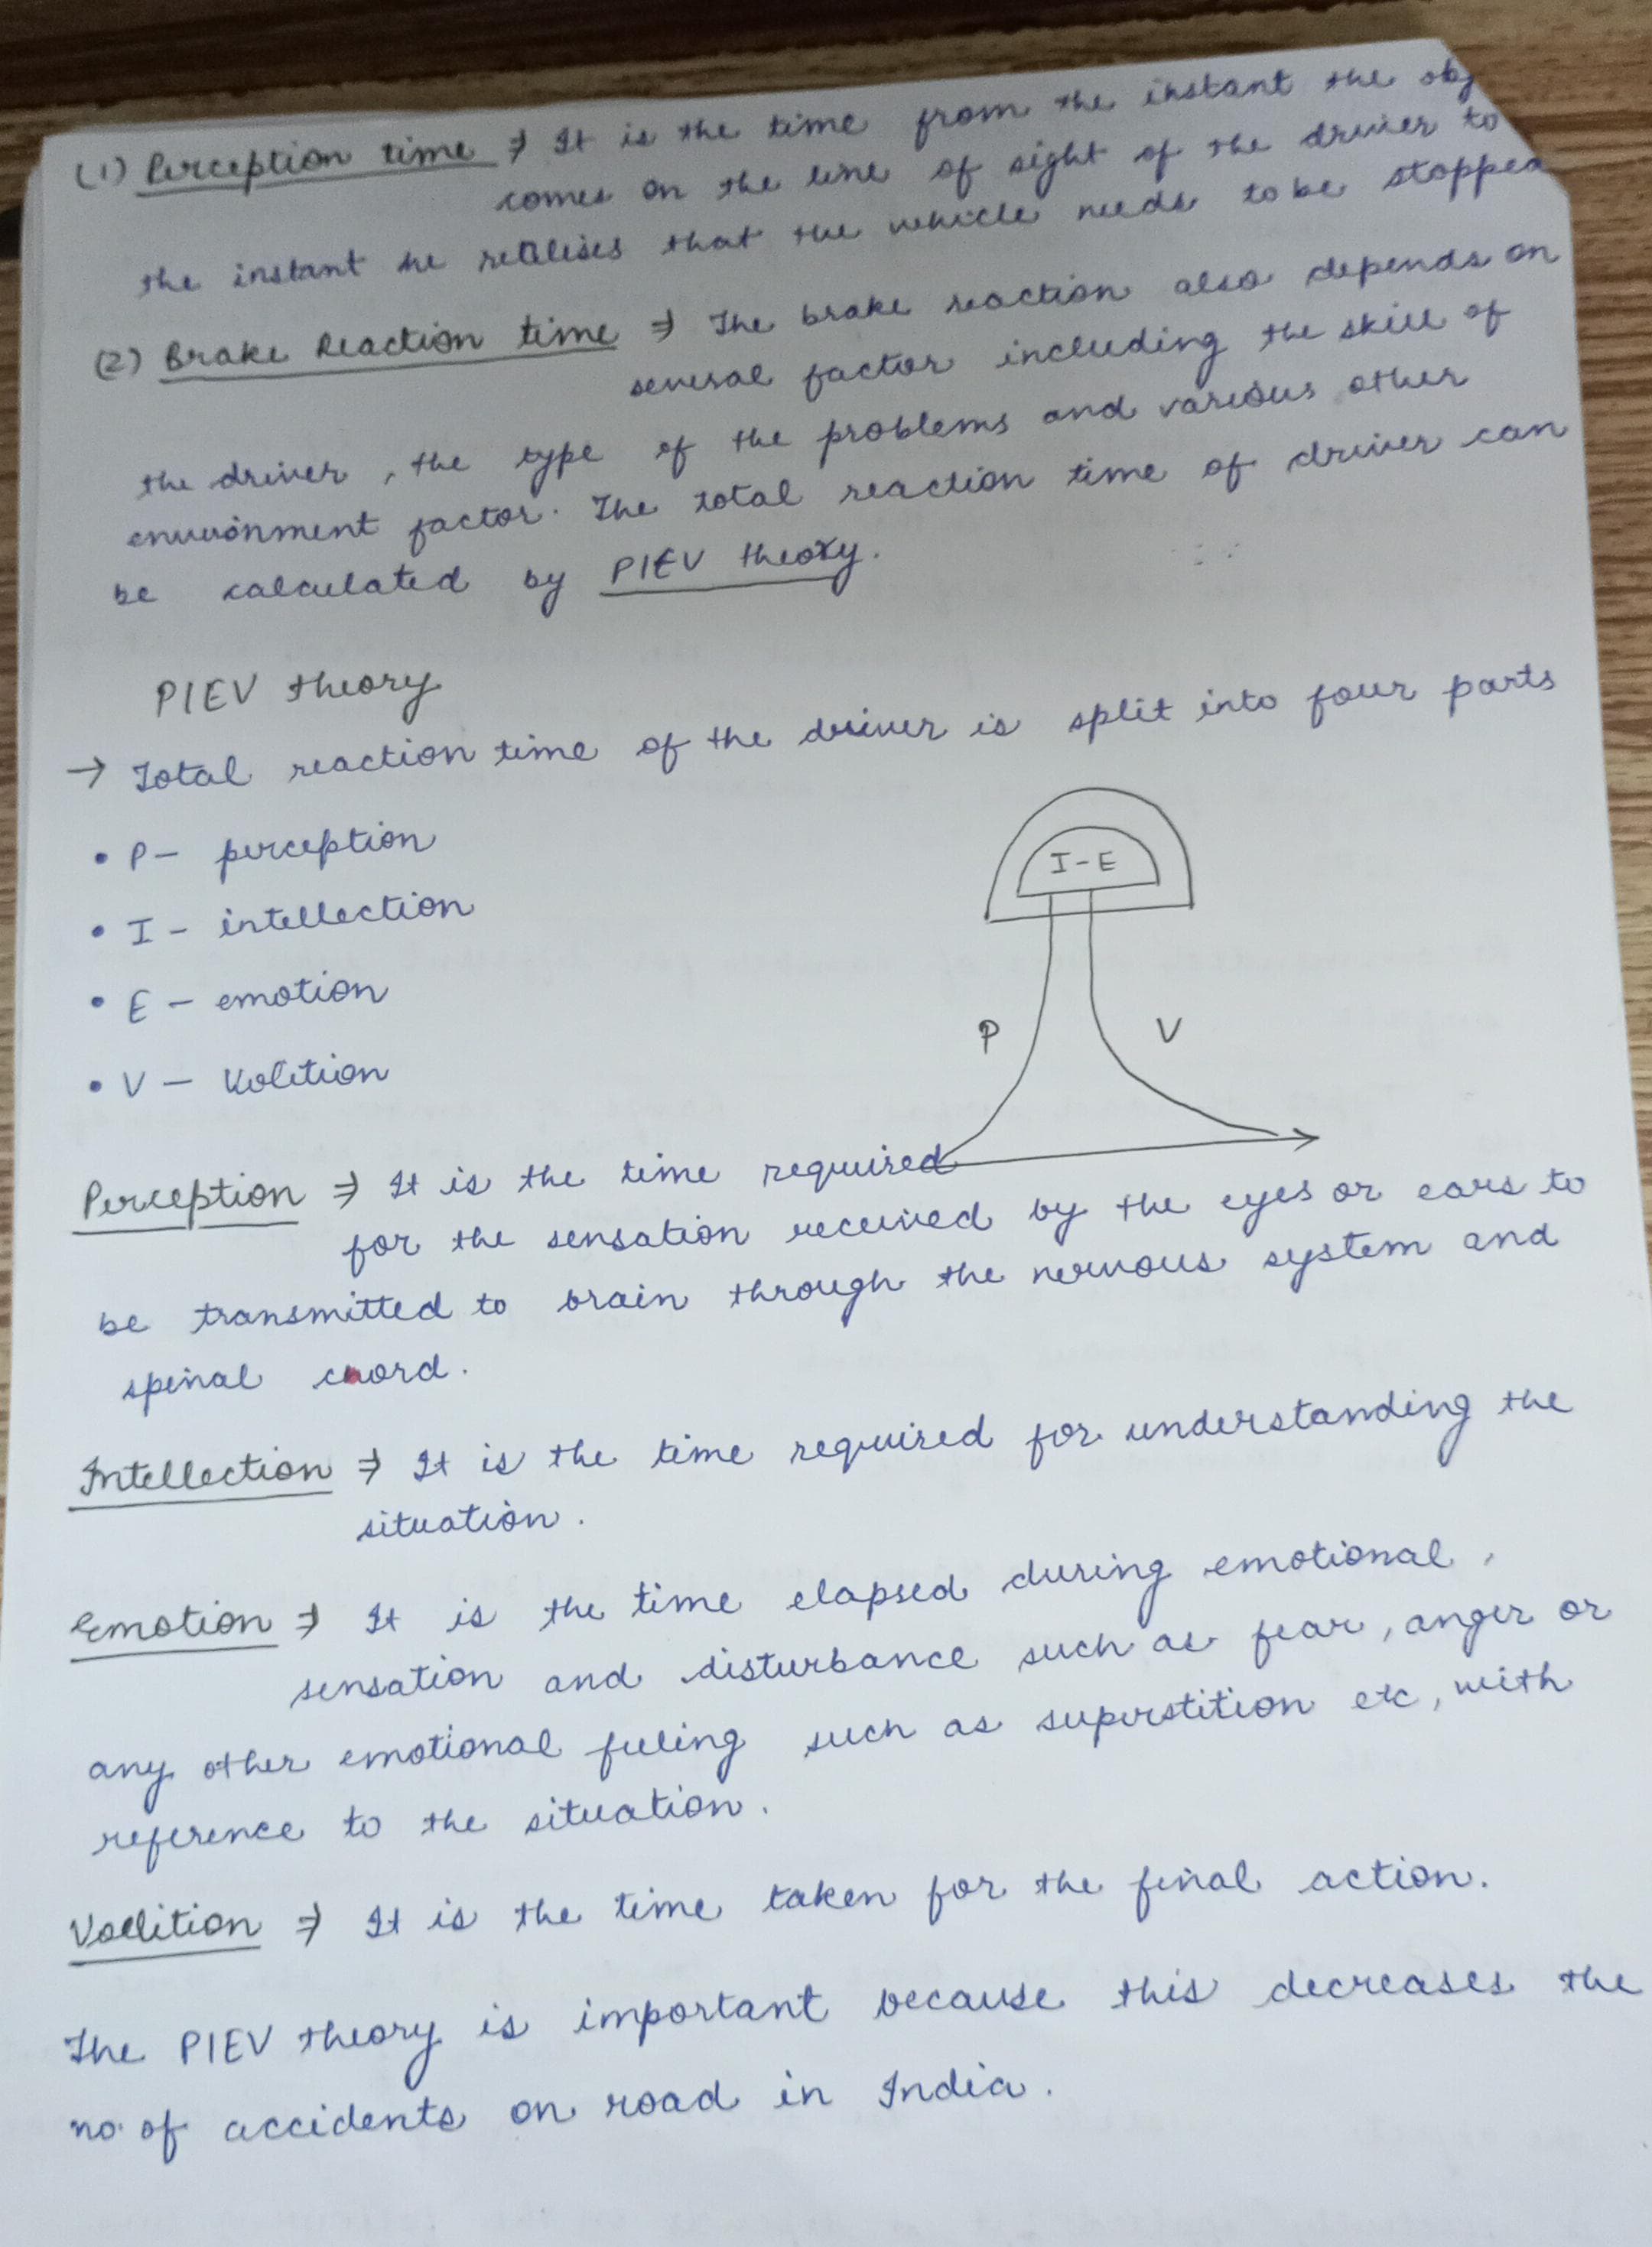 (1) Perception time ⇒ It is the time from the instant the obj
comes on the line of sight of the driver to
the instant he realises that the vehicle needs to be stopped
(2) Brake Reaction time ⇒ The brake reaction also depends on
several factor including the skill of
the driver, the type of the problems and various other
environment factor. The total reaction time of driver can
be calculated by PIEV theory.
PIEV theory
→ Total reaction time of the driver is split into four parts
• P – perception
• I – intellection
• E – emotion
• V – Volition
I-E
P V
Perception ⇒ It is the time required
for the sensation received by the eyes or ears to
be transmitted to brain through the nervous system and
spinal chord.
Intellection ⇒ It is the time required for understanding the
situation.
Emotion ⇒ It is the time elapsed during emotional,
sensation and disturbance such as fear, anger or
any other emotional feeling such as superstition etc, with
reference to the situation.
Vollition ⇒ It is the time taken for the final action.
The PIEV theory is important because this decreases the
no. of accidents on road in India.